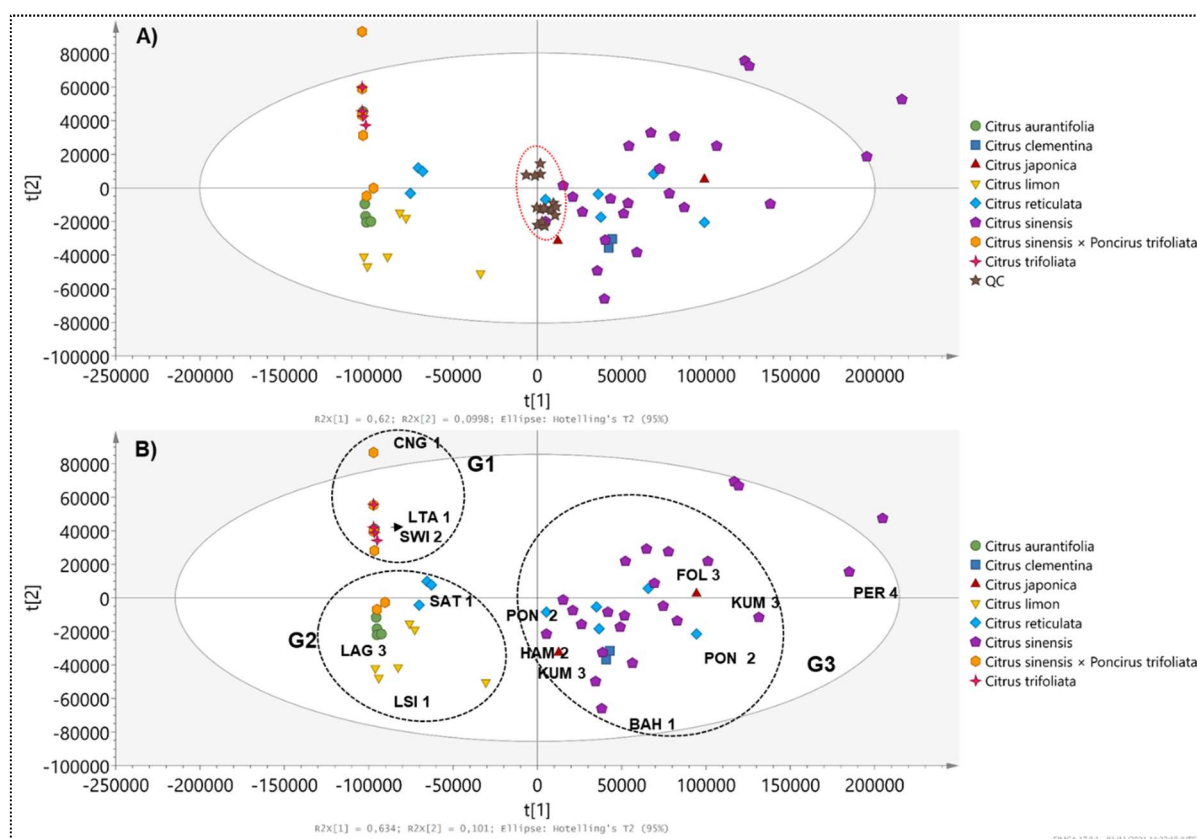 A)
80000
60000
40000
20000
0
-20000
-40000
-60000
-80000
-100000
t[2]
-250000 -200000 -150000 -100000 -50000 0 50000 100000 150000 200000
t[1]
R2X[1] = 0,62; R2X[2] = 0,0998; Ellipse: Hotelling's T2 (95%)
Citrus aurantifolia
Citrus clementina
Citrus japonica
Citrus limon
Citrus reticulata
Citrus sinensis
Citrus sinensis × Poncirus trifoliata
Citrus trifoliata
QC
B)
80000
60000
40000
20000
0
-20000
-40000
-60000
-80000
-100000
t[2]
CNG 1
G1
LTA 1
SWI 2
SAT 1
G2
LAG 3
LSI 1
FOL 3
KUM 3
PER 4
PON 2
HAM 2
KUM 3
PON 2
G3
BAH 1
-250000 -200000 -150000 -100000 -50000 0 50000 100000 150000 200000
t[1]
R2X[1] = 0,634; R2X[2] = 0,101; Ellipse: Hotelling's T2 (95%)
Citrus aurantifolia
Citrus clementina
Citrus japonica
Citrus limon
Citrus reticulata
Citrus sinensis
Citrus sinensis × Poncirus trifoliata
Citrus trifoliata